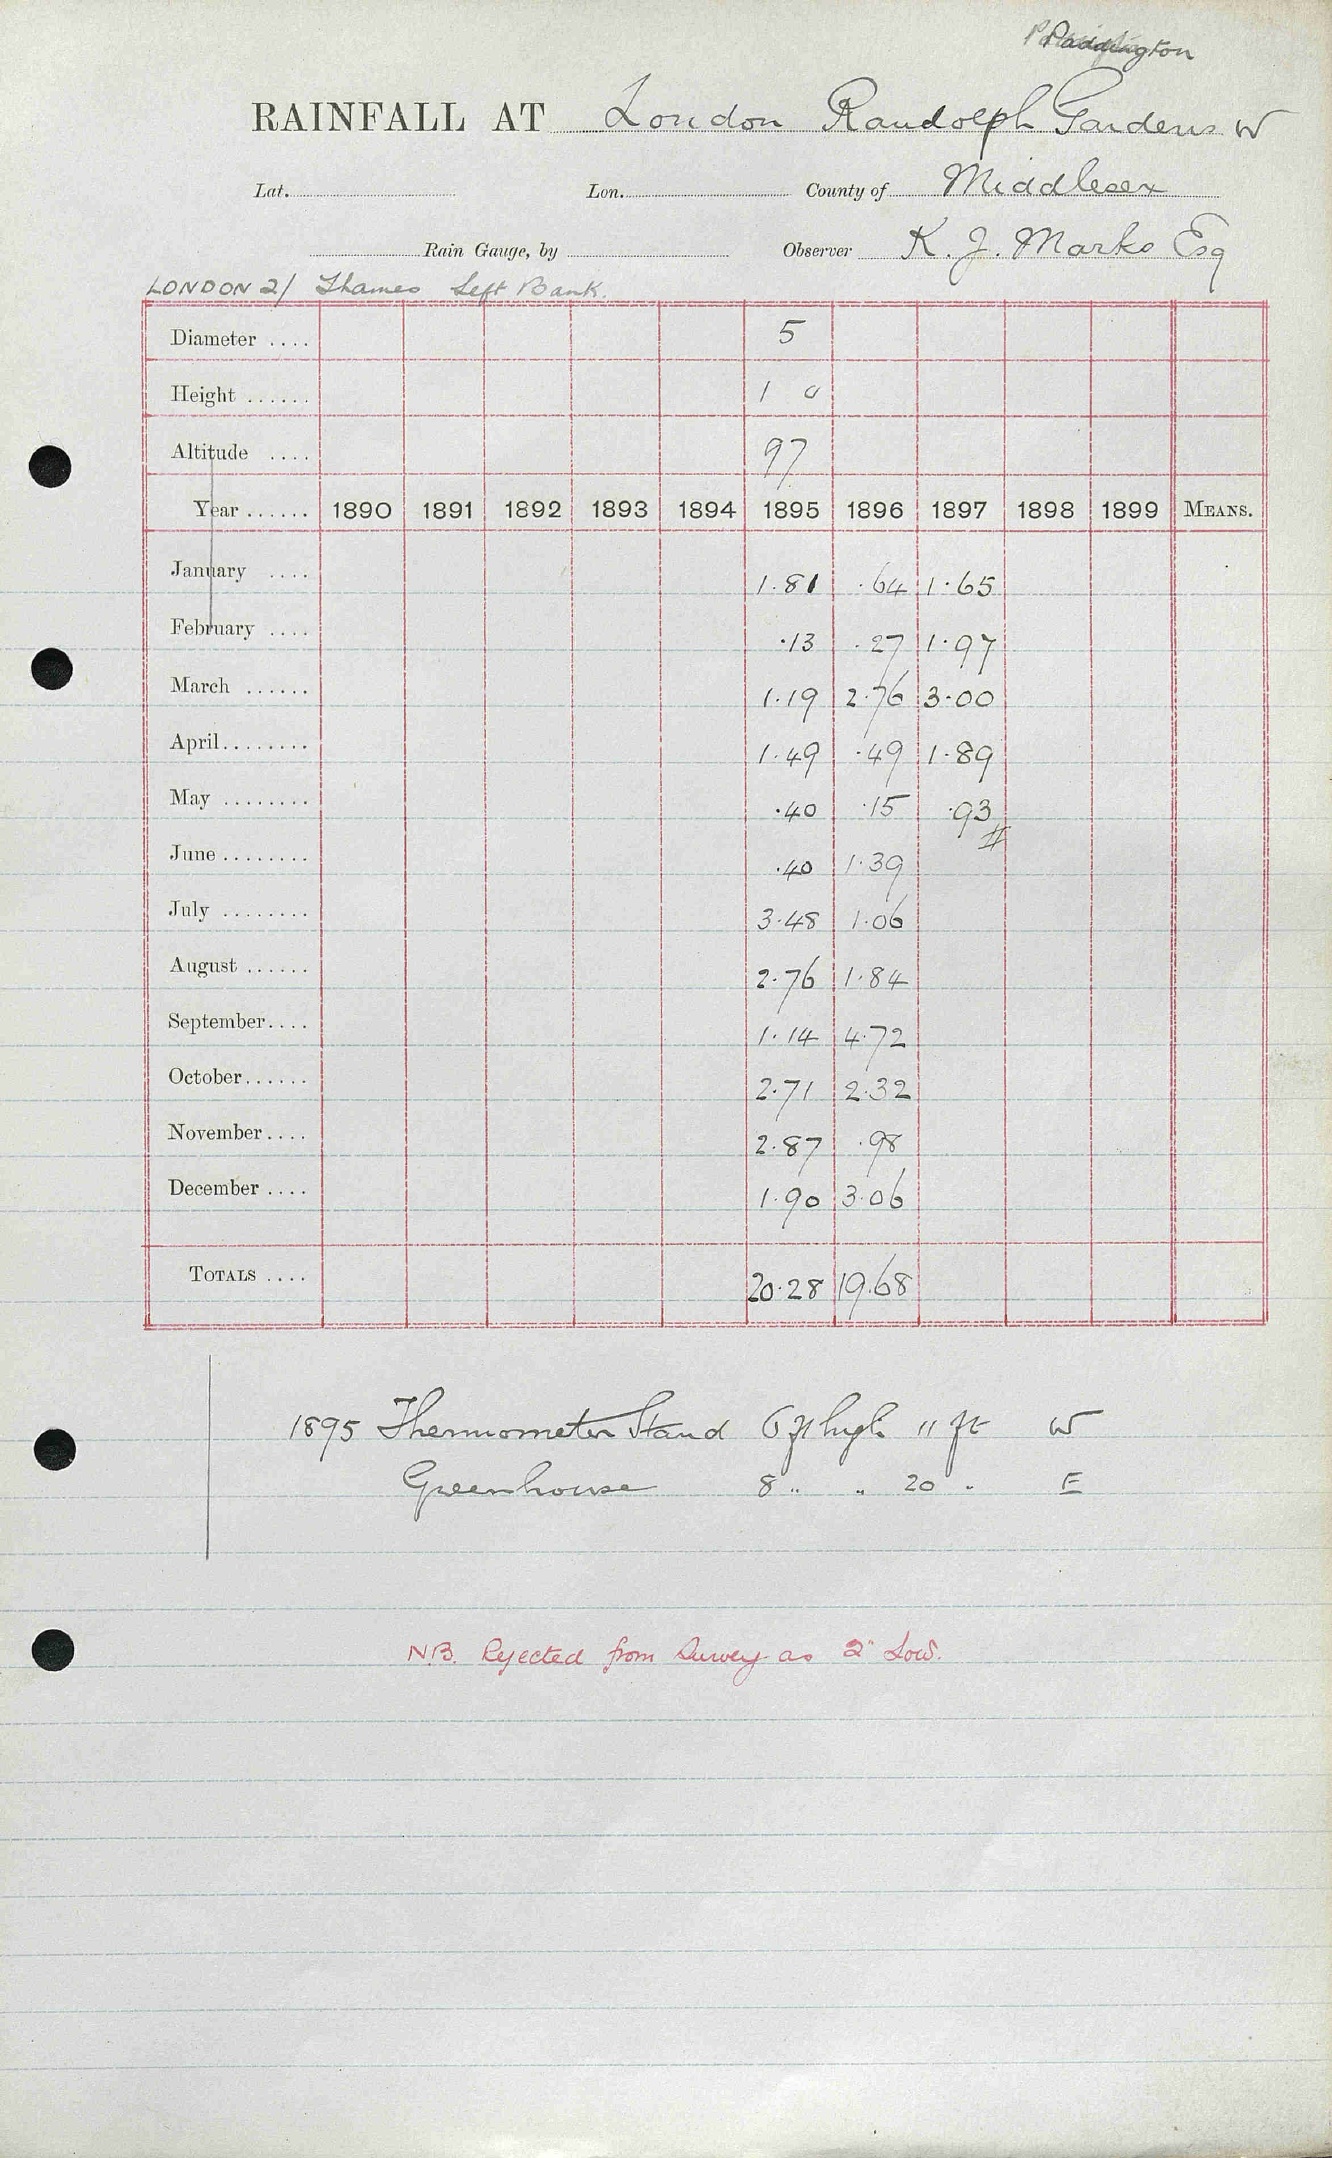 Paddington
RAINFALL AT London Randolph Gardens W
Lat. Lon. County of Middlesex
Rain Gauge, by Observer K. J. Marks Esq
LONDON 2/ Thames Left Bank.
Diameter .... 5
Height ...... 1 0
Altitude .... 97
Year ...... 1890 1891 1892 1893 1894 1895 1896 1897 1898 1899 MEANS.
January .... 1.81 .64 1.65
February .... .13 .27 1.97
March ...... 1.19 2.76 3.00
April........ 1.49 .49 1.89
May ........ .40 .15 .93
June ........ .40 1.39
July ........ 3.48 1.06
August ...... 2.76 1.84
September.... 1.14 4.72
October...... 2.71 2.32
November.... 2.87 .98
December .... 1.90 3.06
TOTALS .... 20.28 19.68
1895 Thermometer Stand 6 ft high 11 ft W
Greenhouse 8 " " 20 " E
N.B. Rejected from Survey as 2" Low.